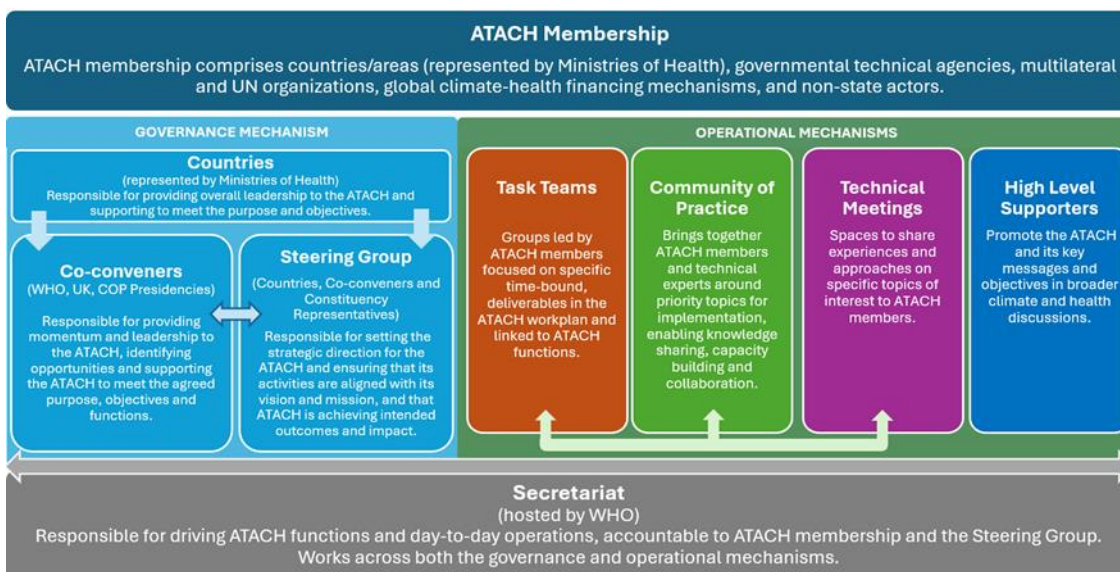 ATACH Membership
ATACH membership comprises countries/areas (represented by Ministries of Health), governmental technical agencies, multilateral
and UN organizations, global climate-health financing mechanisms, and non-state actors.
GOVERNANCE MECHANISM
Countries
(represented by Ministries of Health)
Responsible for providing overall leadership to the ATACH and
supporting to meet the purpose and objectives.
Co-conveners
(WHO, UK, COP Presidencies)
Responsible for providing
momentum and leadership to
the ATACH, identifying
opportunities and supporting
the ATACH to meet the agreed
purpose, objectives and
functions.
Steering Group
(Countries, Co-conveners and
Constituency
Representatives)
Responsible for setting the
strategic direction for the
ATACH and ensuring that its
activities are aligned with its
vision and mission, and that
ATACH is achieving intended
outcomes and impact.
OPERATIONAL MECHANISMS
Task Teams
Groups led by
ATACH members
focused on specific
time-bound,
deliverables in the
ATACH workplan and
linked to ATACH
functions.
Community of
Practice
Brings together
ATACH members
and technical
experts around
priority topics for
implementation,
enabling knowledge
sharing, capacity
building and
collaboration.
Technical
Meetings
Spaces to share
experiences and
approaches on
specific topics of
interest to ATACH
members.
High Level
Supporters
Promote the ATACH
and its key
messages and
objectives in broader
climate and health
discussions.
Secretariat
(hosted by WHO)
Responsible for driving ATACH functions and day-to-day operations, accountable to ATACH membership and the Steering Group.
Works across both the governance and operational mechanisms.